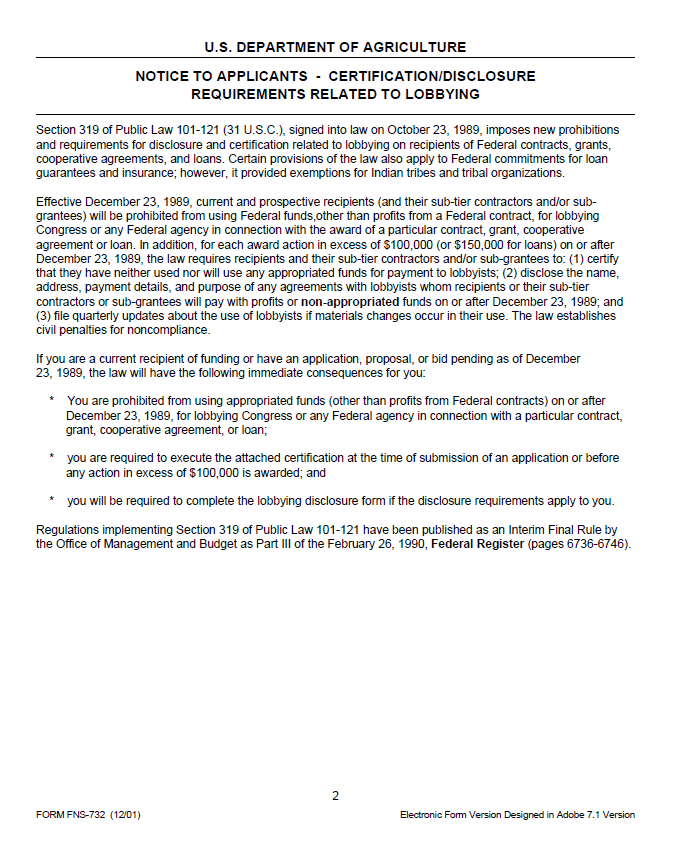 U.S. DEPARTMENT OF AGRICULTURE
NOTICE TO APPLICANTS - CERTIFICATION/DISCLOSURE
REQUIREMENTS RELATED TO LOBBYING
Section 319 of Public Law 101-121 (31 U.S.C.), signed into law on October 23, 1989, imposes new prohibitions
and requirements for disclosure and certification related to lobbying on recipients of Federal contracts, grants,
cooperative agreements, and loans. Certain provisions of the law also apply to Federal commitments for loan
guarantees and insurance; however, it provided exemptions for Indian tribes and tribal organizations.
Effective December 23, 1989, current and prospective recipients (and their sub-tier contractors and/or sub-
grantees) will be prohibited from using Federal funds,other than profits from a Federal contract, for lobbying
Congress or any Federal agency in connection with the award of a particular contract, grant, cooperative
agreement or loan. In addition, for each award action in excess of $100,000 (or $150,000 for loans) on or after
December 23, 1989, the law requires recipients and their sub-tier contractors and/or sub-grantees to: (1) certify
that they have neither used nor will use any appropriated funds for payment to lobbyists; (2) disclose the name,
address, payment details, and purpose of any agreements with lobbyists whom recipients or their sub-tier
contractors or sub-grantees will pay with profits or non-appropriated funds on or after December 23, 1989; and
(3) file quarterly updates about the use of lobbyists if materials changes occur in their use. The law establishes
civil penalties for noncompliance.
If you are a current recipient of funding or have an application, proposal, or bid pending as of December
23, 1989, the law will have the following immediate consequences for you:
* You are prohibited from using appropriated funds (other than profits from Federal contracts) on or after
December 23, 1989, for lobbying Congress or any Federal agency in connection with a particular contract,
grant, cooperative agreement, or loan;
* you are required to execute the attached certification at the time of submission of an application or before
any action in excess of $100,000 is awarded; and
* you will be required to complete the lobbying disclosure form if the disclosure requirements apply to you.
Regulations implementing Section 319 of Public Law 101-121 have been published as an Interim Final Rule by
the Office of Management and Budget as Part III of the February 26, 1990, Federal Register (pages 6736-6746).
2
FORM FNS-732 (12/01) Electronic Form Version Designed in Adobe 7.1 Version